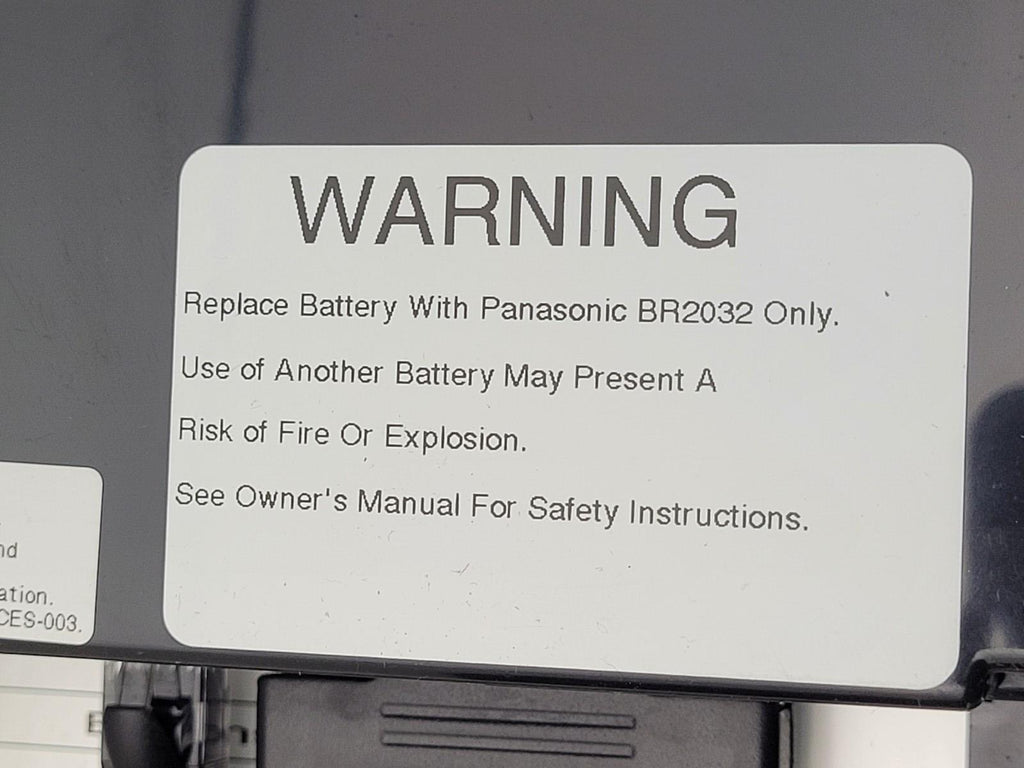 WARNING
Replace Battery With Panasonic BR2032 Only.
Use of Another Battery May Present A
Risk of Fire Or Explosion.
See Owner's Manual For Safety Instructions.
nd
ation.
CES-003.